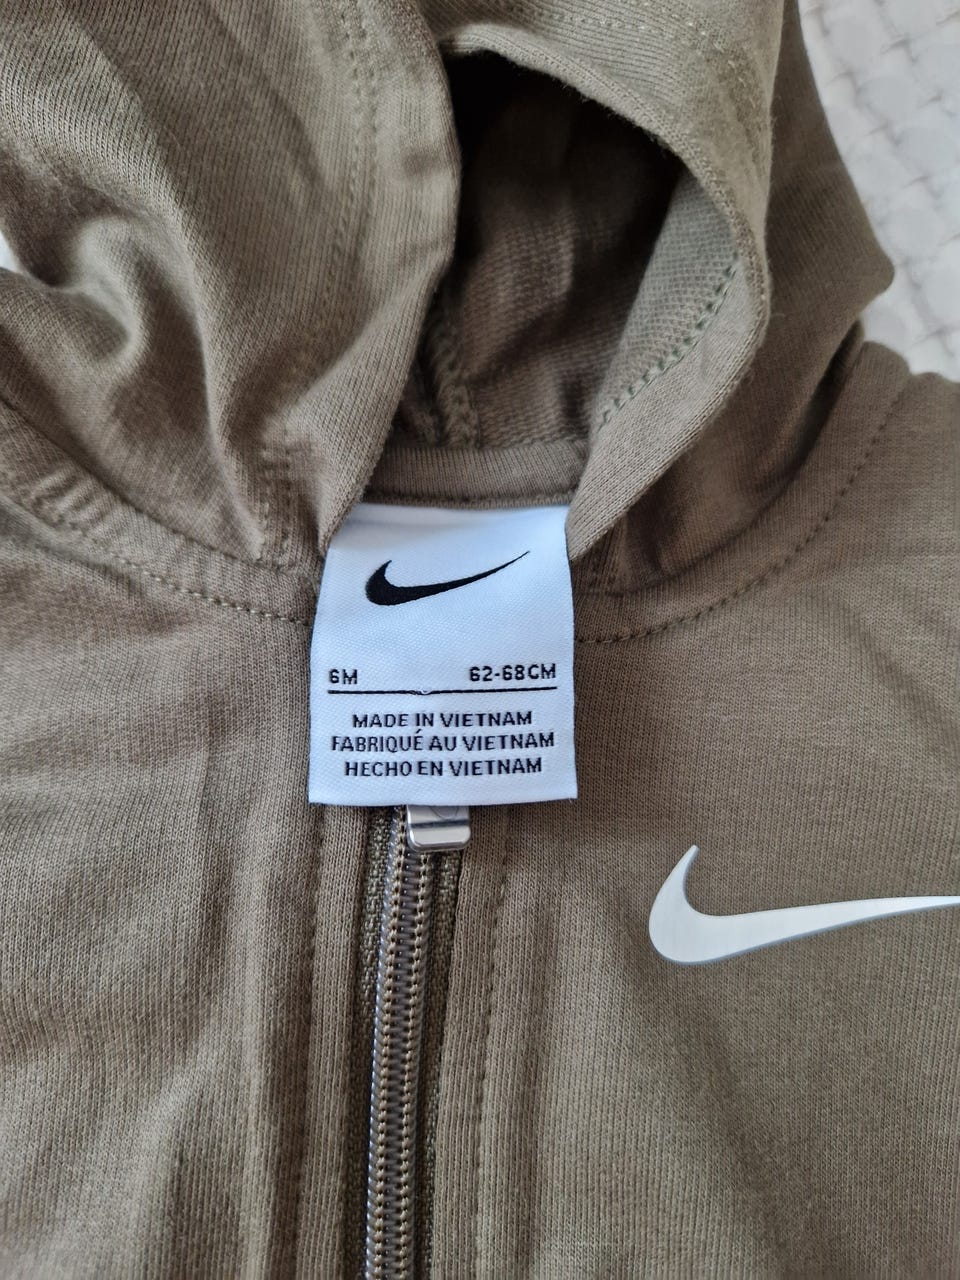 6M 62-68CM
MADE IN VIETNAM
FABRIQUÉ AU VIETNAM
HECHO EN VIETNAM